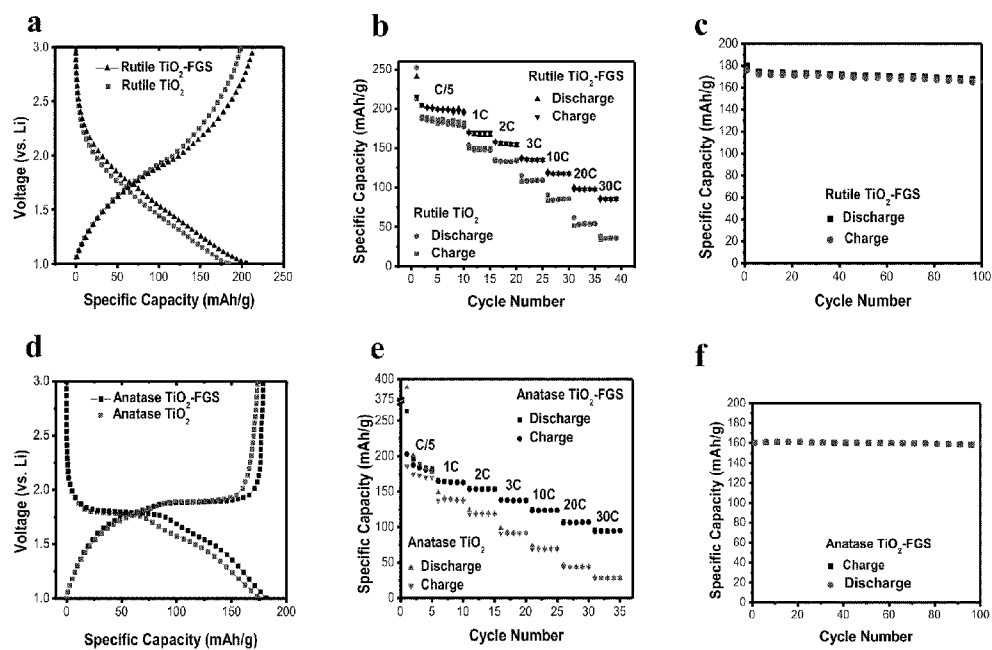 a
3.0
2.5
2.0
1.5
1.0
Voltage (vs. Li)
Rutile TiO2-FGS
Rutile TiO2
0 50 100 150 200 250
Specific Capacity (mAh/g)
b
250
200
150
100
50
0
Specific Capacity (mAh/g)
C/5
1C
2C
3C
10C
20C
30C
Rutile TiO2-FGS
Discharge
Charge
Rutile TiO2
Discharge
Charge
0 5 10 15 20 25 30 35 40
Cycle Number
c
200
180
160
140
120
100
80
60
40
20
0
Specific Capacity (mAh/g)
Rutile TiO2-FGS
Discharge
Charge
0 20 40 60 80 100
Cycle Number
d
3.0
2.5
2.0
1.5
1.0
Voltage (vs. Li)
Anatase TiO2-FGS
Anatase TiO2
0 50 100 150 200
Specific Capacity (mAh/g)
e
400
375
200
150
100
50
0
Specific Capacity (mAh/g)
C/5
1C
2C
3C
10C
20C
30C
Anatase TiO2-FGS
Discharge
Charge
Anatase TiO2
Discharge
Charge
0 5 10 15 20 25 30 35
Cycle Number
f
200
180
160
140
120
100
80
60
40
20
0
Specific Capacity (mAh/g)
Anatase TiO2-FGS
Charge
Discharge
0 20 40 60 80 100
Cycle Number